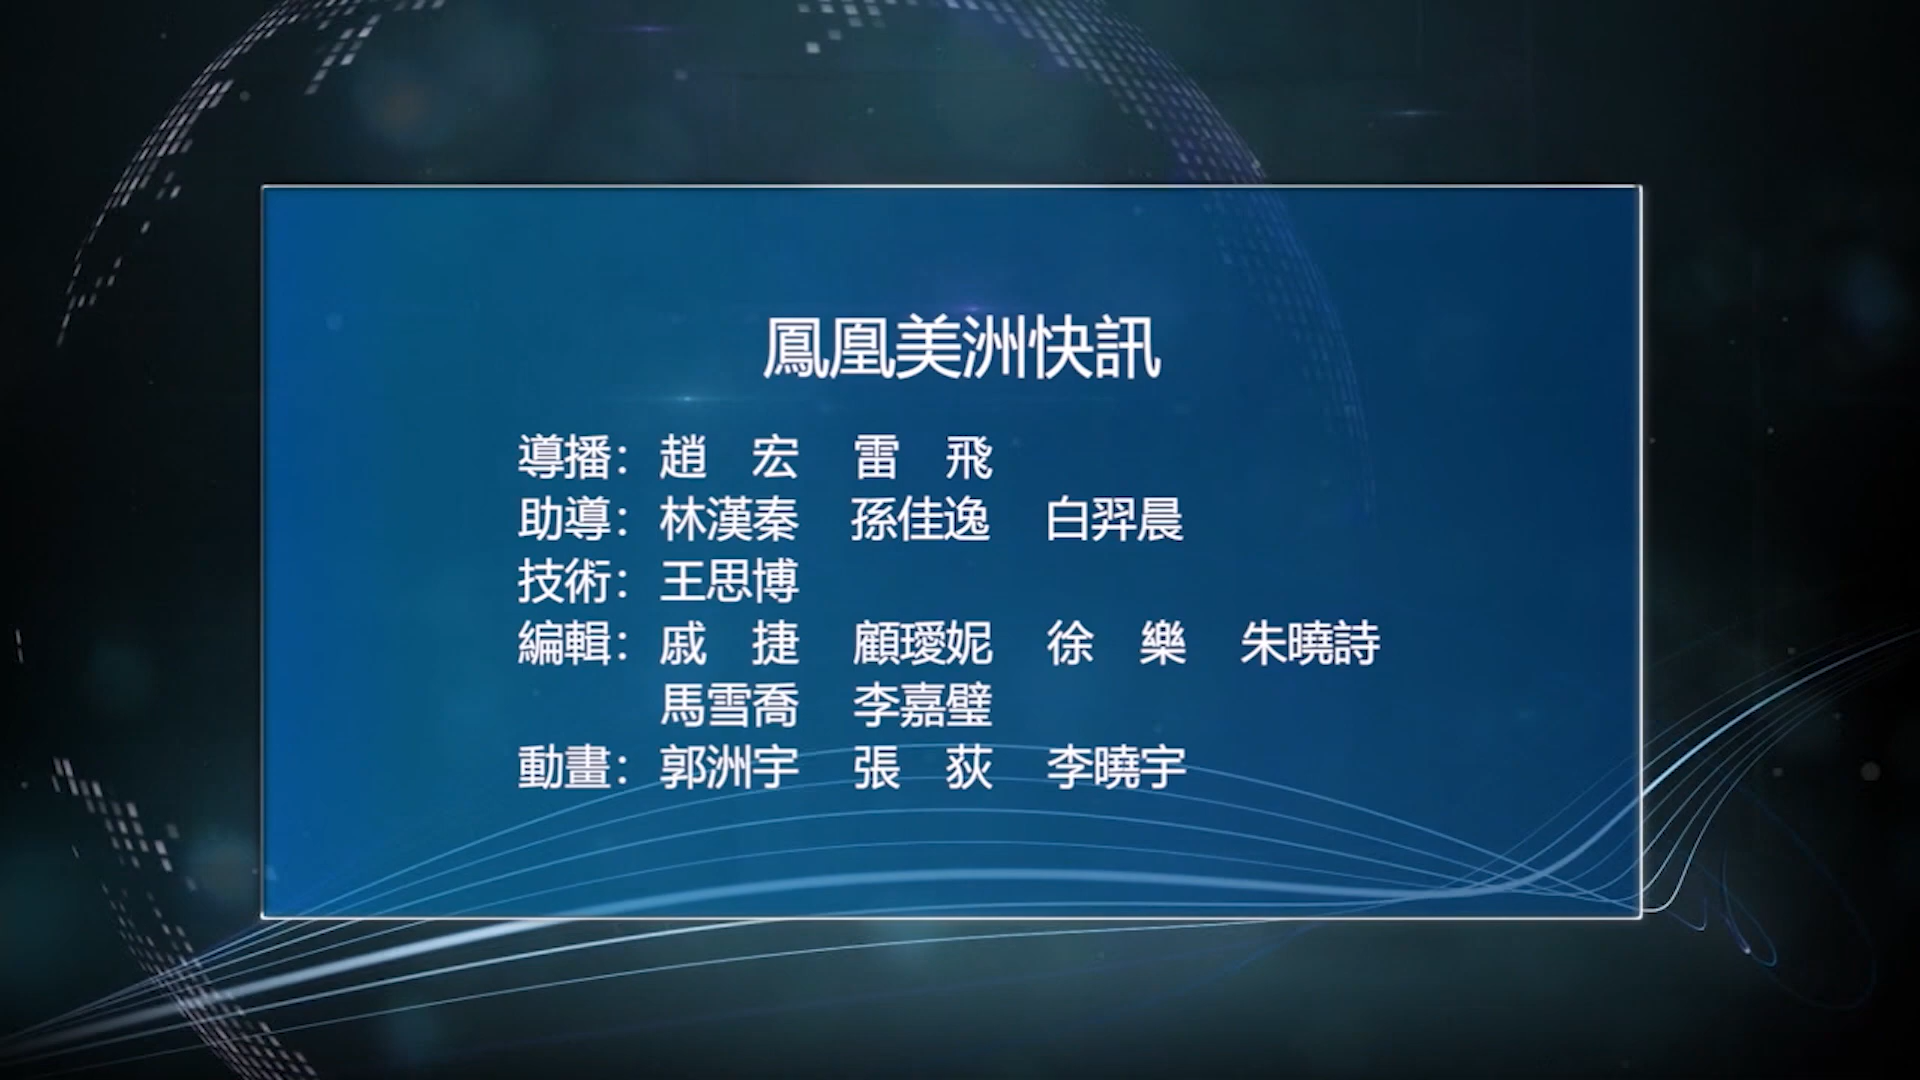 鳳凰美洲快訊
導播：趙　宏　雷　飛
助導：林漢秦　孫佳逸　白羿晨
技術：王思博
編輯：戚　捷　顧璦妮　徐　樂　朱曉詩
馬雪喬　李嘉璧
動畫：郭洲宇　張　荻　李曉宇